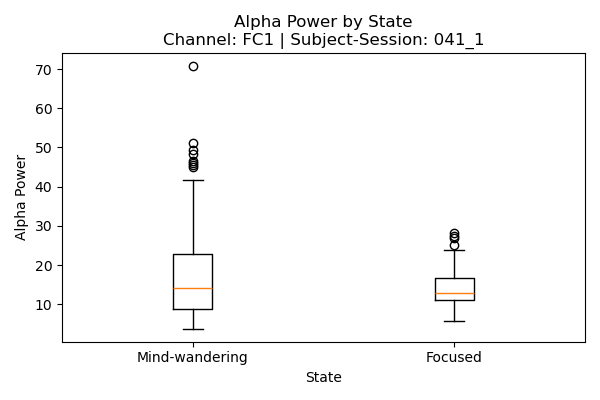 Alpha Power by State
Channel: FC1 | Subject-Session: 041_1
70
60
50
40
30
20
10
Alpha Power
Mind-wandering
Focused
State